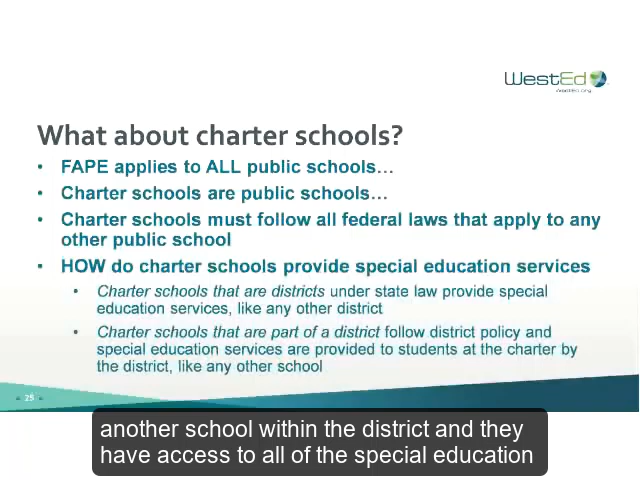 WestEd
WestEd.org
What about charter schools?
• FAPE applies to ALL public schools…
• Charter schools are public schools…
• Charter schools must follow all federal laws that apply to any
other public school
• HOW do charter schools provide special education services
• Charter schools that are districts under state law provide special
education services, like any other district
• Charter schools that are part of a district follow district policy and
special education services are provided to students at the charter by
the district, like any other school
25
another school within the district and they
have access to all of the special education